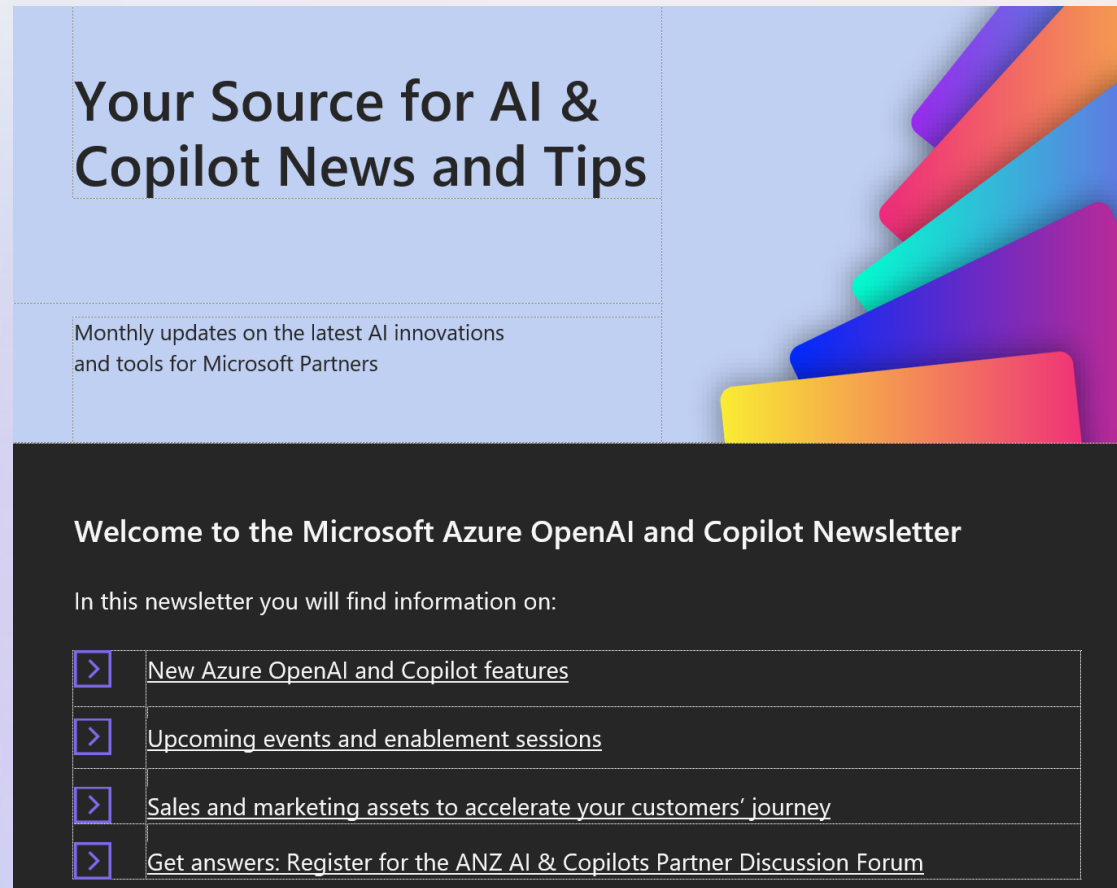 Your Source for AI &
Copilot News and Tips
Monthly updates on the latest AI innovations
and tools for Microsoft Partners
Welcome to the Microsoft Azure OpenAI and Copilot Newsletter
In this newsletter you will find information on:
New Azure OpenAI and Copilot features
Upcoming events and enablement sessions
Sales and marketing assets to accelerate your customers’ journey
Get answers: Register for the ANZ AI & Copilots Partner Discussion Forum